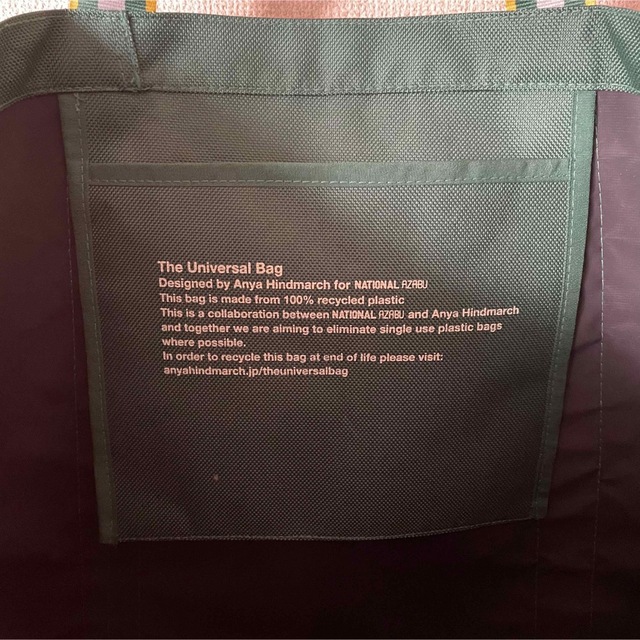 The Universal Bag
Designed by Anya Hindmarch for NATIONAL AZABU
This bag is made from 100% recycled plastic
This is a collaboration between NATIONAL AZABU and Anya Hindmarch
and together we are aiming to eliminate single use plastic bags
where possible.
In order to recycle this bag at end of life please visit:
anyahindmarch.jp/theuniversalbag